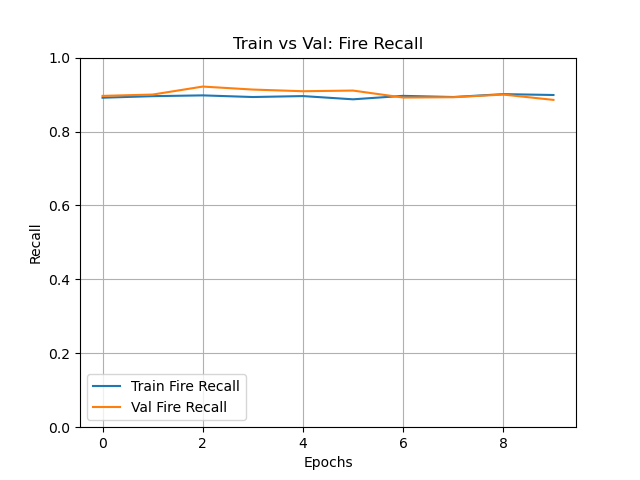 Train vs Val: Fire Recall
1.0
0.8
0.6
0.4
0.2
0.0
Recall
Train Fire Recall
Val Fire Recall
0 2 4 6 8
Epochs